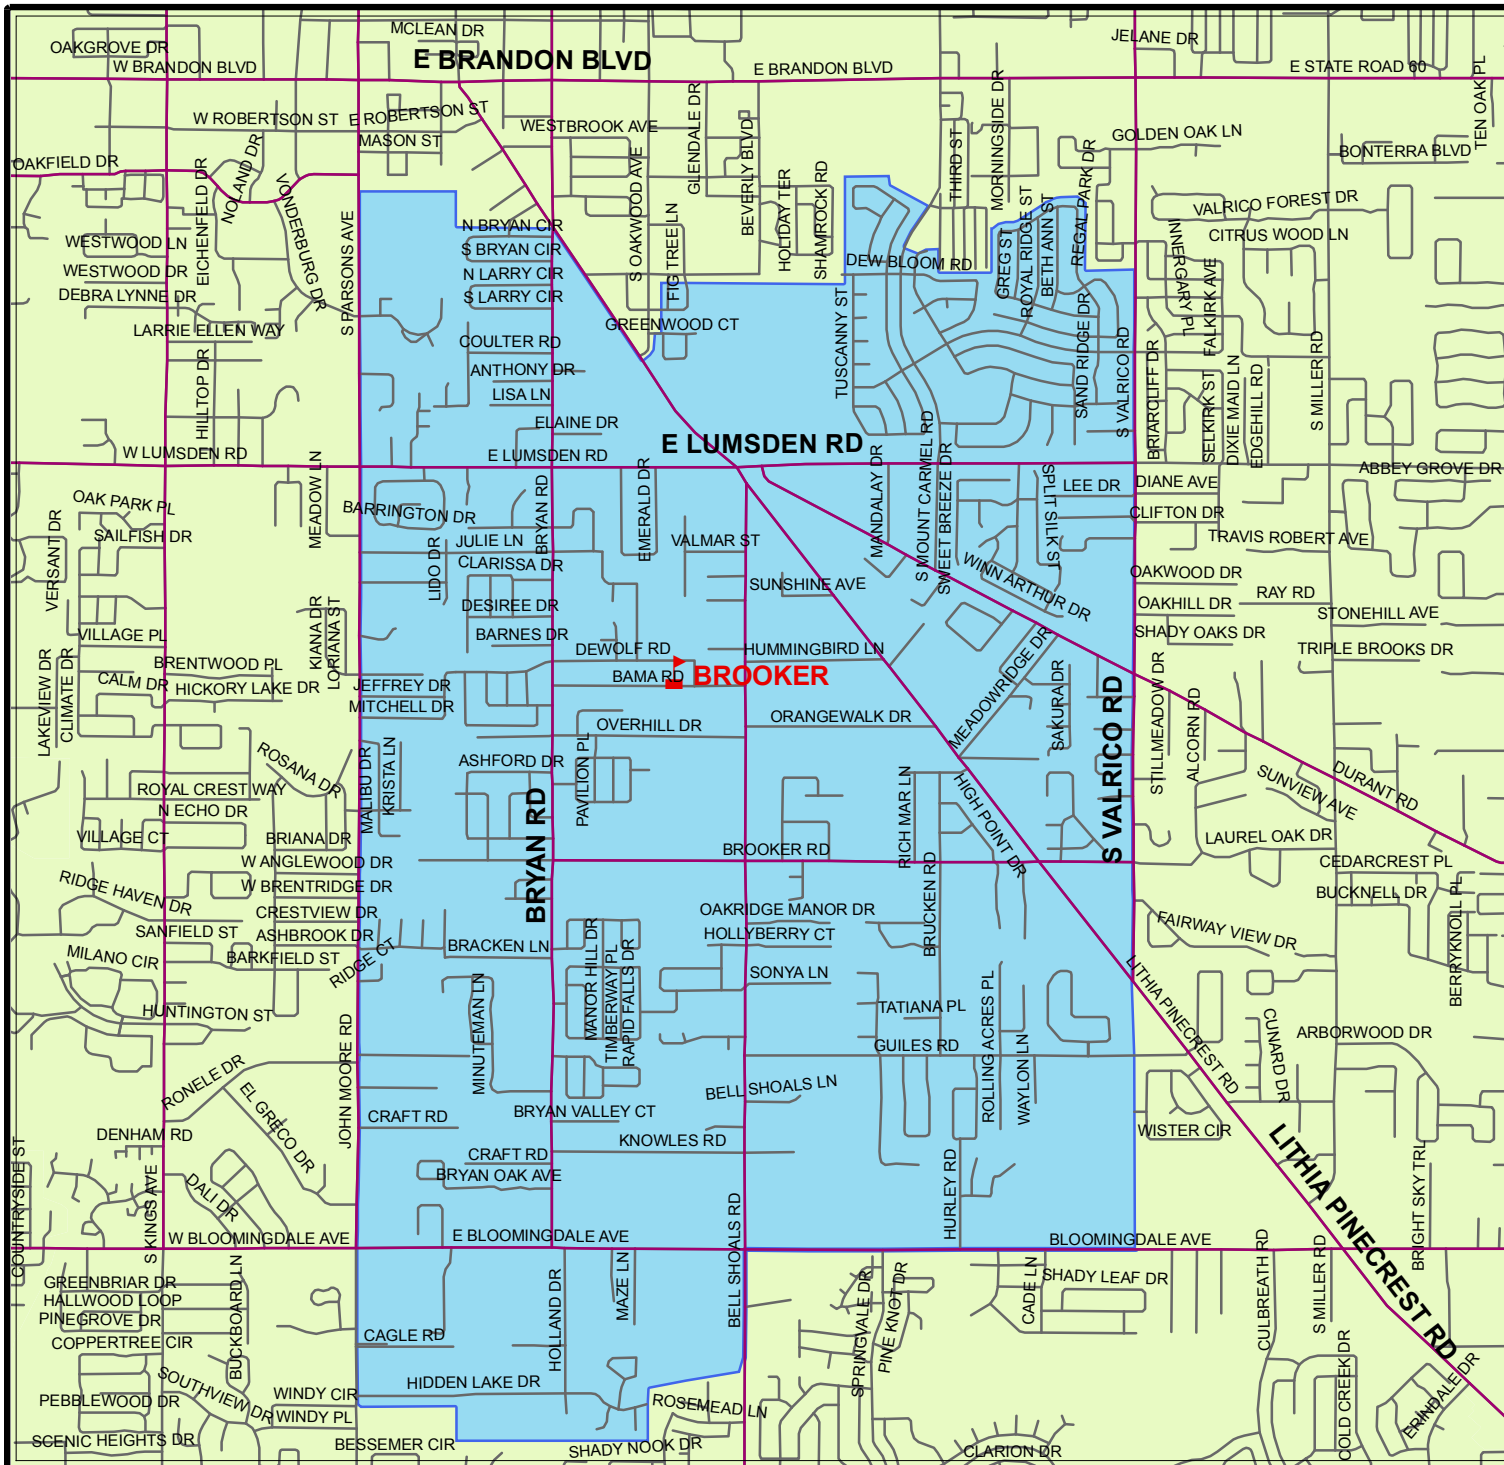 MCLEAN DR
JELANE DR
OAKGROVE DR
E BRANDON BLVD
W BRANDON BLVD
E BRANDON BLVD
E STATE ROAD 60
TEN OAK PL
W ROBERTSON ST
E ROBERTSON ST
MASON ST
WESTBROOK AVE
GLENDALE DR
BEVERLY BLVD
THIRD ST
MORNINGSIDE DR
GOLDEN OAK LN
BONTERRA BLVD
OAKFIELD DR
EICHENFELD DR
NOLAND DR
VONDERBURG DR
S PARSONS AVE
S OAKWOOD AVE
FIG TREE LN
HOLIDAY TER
SHAMROCK RD
REGAL PARK DR
VALRICO FOREST DR
CITRUS WOOD LN
N BRYAN CIR
S BRYAN CIR
N LARRY CIR
S LARRY CIR
WESTWOOD LN
WESTWOOD DR
DEBRA LYNNE DR
LARRIE ELLEN WAY
DEW BLOOM RD
GREG ST
ROYAL RIDGE ST
BETH ANN ST
INNERGARY PL
FALKIRK AVE
GREENWOOD CT
TUSCANNY ST
SAND RIDGE DR
S VALRICO RD
BRIARCLIFF DR
SELKIRK ST
DIXIE MAID LN
EDGEHILL RD
S MILLER RD
COULTER RD
ANTHONY DR
LISA LN
ELAINE DR
HILLTOP DR
W LUMSDEN RD
E LUMSDEN RD
E LUMSDEN RD
ABBEY GROVE DR
MEADOW LN
OAK PARK PL
SAILFISH DR
VERSANT DR
BARRINGTON DR
BRYAN RD
EMERALD DR
MANDALAY DR
S MOUNT CARMEL RD
SWEET BREEZE DR
SPLIT SILK ST
LEE DR
DIANE AVE
CLIFTON DR
TRAVIS ROBERT AVE
JULIE LN
CLARISSA DR
LIDO DR
VALMAR ST
SUNSHINE AVE
WINN ARTHUR DR
OAKWOOD DR
OAKHILL DR
RAY RD
STONEHILL AVE
SHADY OAKS DR
TRIPLE BROOKS DR
DESIREE DR
BARNES DR
KIANA DR
LORIANA ST
VILLAGE PL
BRENTWOOD PL
CALM DR
HICKORY LAKE DR
LAKEVIEW DR
CLIMATE DR
DEWOLF RD
HUMMINGBIRD LN
BAMA RD
BROOKER
JEFFREY DR
MITCHELL DR
OVERHILL DR
ORANGEWALK DR
MEADOWRIDGE DR
SAKURA DR
S VALRICO RD
STILLMEADOW DR
ALCORN RD
ROSANA DR
ROYAL CREST WAY
N ECHO DR
VILLAGE CT
BRIANA DR
MALIBU DR
KRISTA LN
ASHFORD DR
PAVILION PL
BRYAN RD
RICH MAR LN
HIGH POINT DR
SUNVIEW AVE
DURANT RD
LAUREL OAK DR
CEDARCREST PL
BUCKNELL DR
BERRYKNOLL PL
W ANGLEWOOD DR
W BRENTRIDGE DR
RIDGE HAVEN DR
CRESTVIEW DR
SANFIELD ST
ASHBROOK DR
MILANO CIR
BARKFIELD ST
RIDGE CT
BROOKER RD
OAKRIDGE MANOR DR
HOLLYBERRY CT
BRUCKEN RD
FAIRWAY VIEW DR
BRACKEN LN
MANOR HILL DR
TIMBERWAY PL
RAPID FALLS DR
SONYA LN
MINUTEMAN LN
TATIANA PL
ROLLING ACRES PL
WAYLON LN
LITHIA PINECREST RD
CUNARD DR
ARBORWOOD DR
HUNTINGTON ST
JOHN MOORE RD
GUILES RD
RONELE DR
EL GRECO DR
BELL SHOALS LN
CRAFT RD
BRYAN VALLEY CT
DENHAM RD
KNOWLES RD
WISTER CIR
LITHIA PINECREST RD
COUNTRYSIDE ST
S KINGS AVE
DALI DR
CRAFT RD
BRYAN OAK AVE
HURLEY RD
BRIGHT SKY TRL
BELL SHOALS RD
W BLOOMINGDALE AVE
E BLOOMINGDALE AVE
BLOOMINGDALE AVE
GREENBRIAR DR
HALLWOOD LOOP
PINEGROVE DR
COPPERTREE CIR
BUCKBOARD LN
HOLLAND DR
MAZE LN
SPRINGVALE DR
PINE KNOT DR
CADE LN
SHADY LEAF DR
CULBREATH RD
S MILLER RD
CAGLE RD
HIDDEN LAKE DR
PEBBLEWOOD DR
SOUTHVIEW DR
WINDY CIR
WINDY PL
ROSEMEAD LN
COLD CREEK DR
ERINDALE DR
SCENIC HEIGHTS DR
BESSEMER CIR
SHADY NOOK DR
CLARION DR